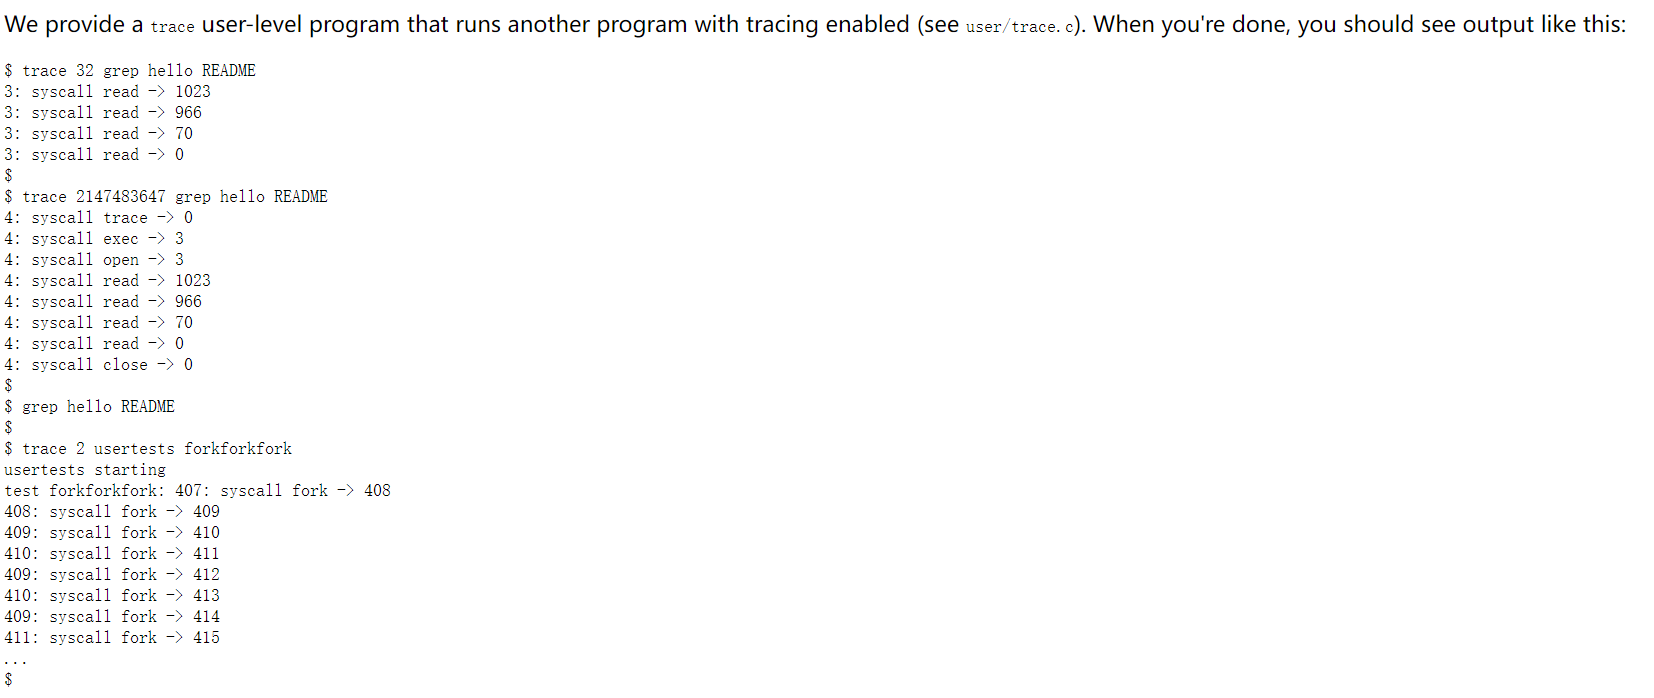 We provide a trace user-level program that runs another program with tracing enabled (see user/trace.c). When you're done, you should see output like this:
$ trace 32 grep hello README
3: syscall read -> 1023
3: syscall read -> 966
3: syscall read -> 70
3: syscall read -> 0
$
$ trace 2147483647 grep hello README
4: syscall trace -> 0
4: syscall exec -> 3
4: syscall open -> 3
4: syscall read -> 1023
4: syscall read -> 966
4: syscall read -> 70
4: syscall read -> 0
4: syscall close -> 0
$
$ grep hello README
$
$ trace 2 usertests forkforkfork
usertests starting
test forkforkfork: 407: syscall fork -> 408
408: syscall fork -> 409
409: syscall fork -> 410
410: syscall fork -> 411
409: syscall fork -> 412
410: syscall fork -> 413
409: syscall fork -> 414
411: syscall fork -> 415
...
$